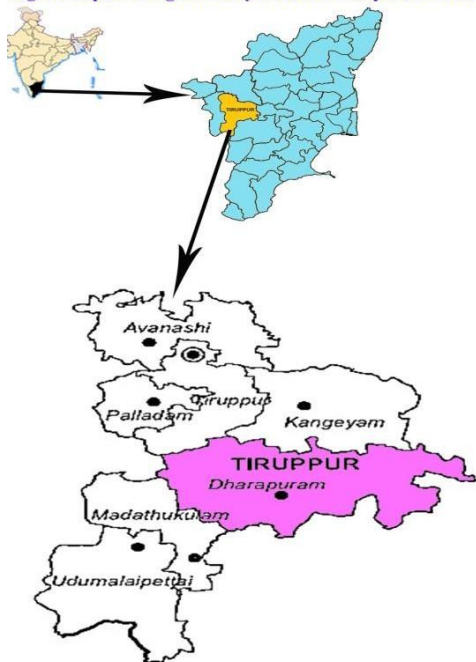 TIRUPPUR
Avanashi
Tiruppur
Palladam
Kangeyam
TIRUPPUR
Dharapuram
Madathukulam
Udumalaipettai